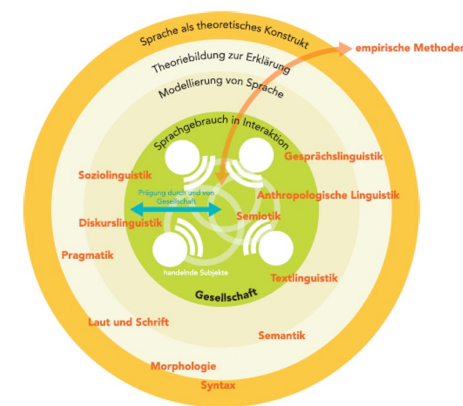 Sprache als theoretisches Konstrukt
empirische Methoden
Theoriebildung zur Erklärung
Modellierung von Sprache
Sprachgebrauch in Interaktion
Gesprächslinguistik
Soziolinguistik
Prägung durch und von
Gesellschaft
Anthropologische Linguistik
Semiotik
Diskurslinguistik
Pragmatik
handelnde Subjekte
Textlinguistik
Gesellschaft
Laut und Schrift
Semantik
Morphologie
Syntax